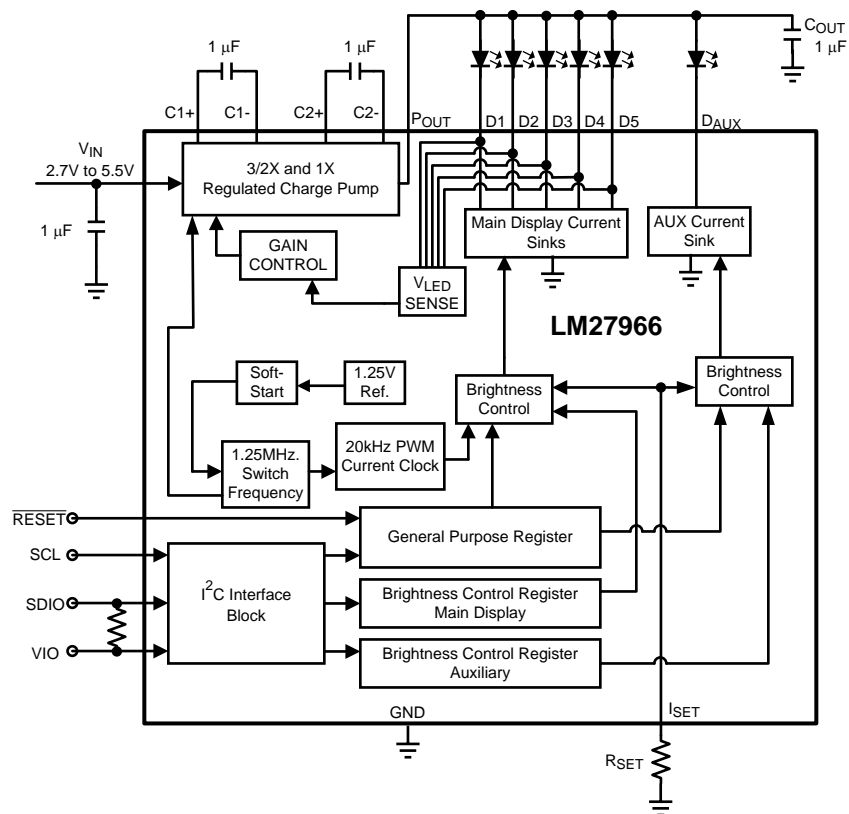 COUT
1 μF
1 μF
1 μF
C1+
C1-
C2+
C2-
POUT
D1
D2
D3
D4
D5
DAUX
VIN
2.7V to 5.5V
3/2X and 1X
Regulated Charge Pump
1 μF
GAIN
CONTROL
VLED
SENSE
Main Display Current
Sinks
AUX Current
Sink
LM27966
Soft-
Start
1.25V
Ref.
Brightness
Control
Brightness
Control
1.25MHz.
Switch
Frequency
20kHz PWM
Current Clock
RESET
SCL
SDIO
VIO
I2C Interface
Block
General Purpose Register
Brightness Control Register
Main Display
Brightness Control Register
Auxiliary
GND
ISET
RSET